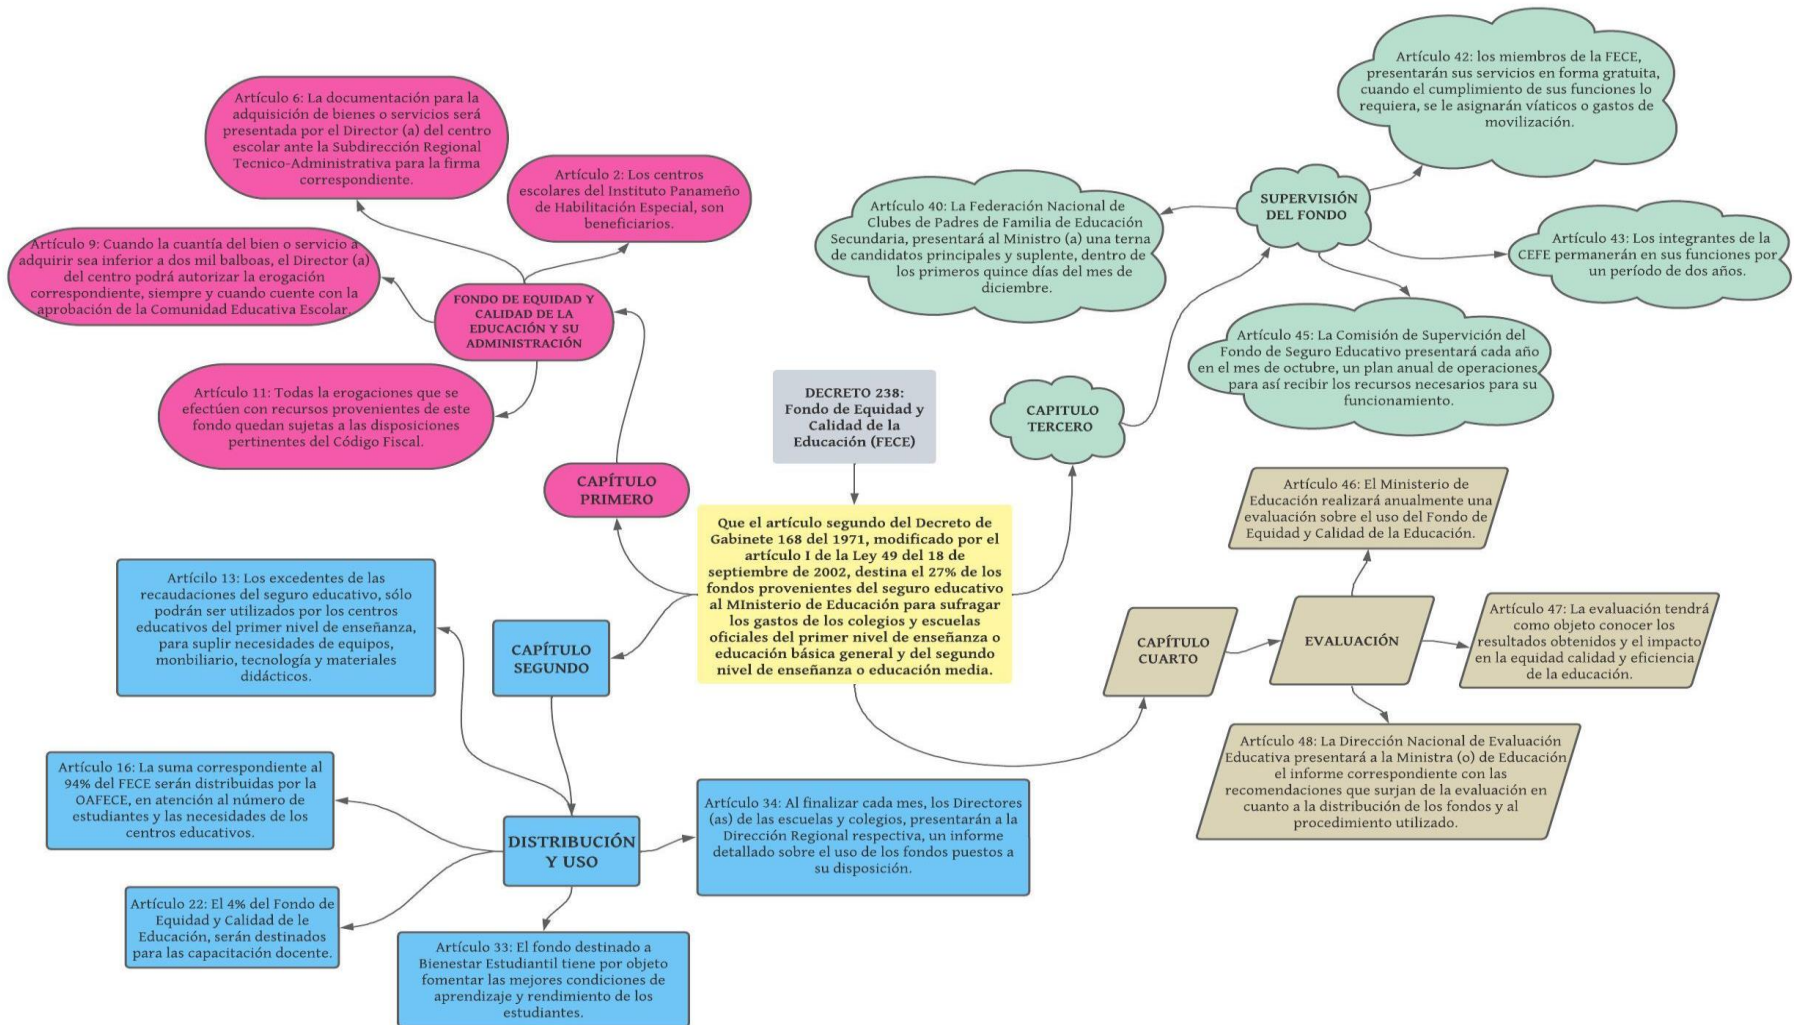 DECRETO 238:
Fondo de Equidad y
Calidad de la
Educación (FECE)
Que el artículo segundo del Decreto de
Gabinete 168 del 1971, modificado por el
artículo I de la Ley 49 del 18 de
septiembre de 2002, destina el 27% de los
fondos provenientes del seguro educativo
al MInisterio de Educación para sufragar
los gastos de los colegios y escuelas
oficiales del primer nivel de enseñanza o
educación básica general y del segundo
nivel de enseñanza o educación media.
CAPÍTULO
PRIMERO
FONDO DE EQUIDAD Y
CALIDAD DE LA
EDUCACIÓN Y SU
ADMINISTRACIÓN
Artículo 6: La documentación para la
adquisición de bienes o servicios será
presentada por el Director (a) del centro
escolar ante la Subdirección Regional
Tecnico-Administrativa para la firma
correspondiente.
Artículo 2: Los centros
escolares del Instituto Panameño
de Habilitación Especial, son
beneficiarios.
Artículo 9: Cuando la cuantía del bien o servicio a
adquirir sea inferior a dos mil balboas, el Director (a)
del centro podrá autorizar la erogación
correspondiente, siempre y cuando cuente con la
aprobación de la Comunidad Educativa Escolar.
Artículo 11: Todas la erogaciones que se
efectúen con recursos provenientes de este
fondo quedan sujetas a las disposiciones
pertinentes del Código Fiscal.
CAPÍTULO
SEGUNDO
DISTRIBUCIÓN
Y USO
Artícilo 13: Los excedentes de las
recaudaciones del seguro educativo, sólo
podrán ser utilizados por los centros
educativos del primer nivel de enseñanza,
para suplir necesidades de equipos,
monbiliario, tecnología y materiales
didácticos.
Artículo 16: La suma correspondiente al
94% del FECE serán distribuidas por la
OAFECE, en atención al número de
estudiantes y las necesidades de los
centros educativos.
Artículo 22: El 4% del Fondo de
Equidad y Calidad de le
Educación, serán destinados
para las capacitación docente.
Artículo 33: El fondo destinado a
Bienestar Estudiantil tiene por objeto
fomentar las mejores condiciones de
aprendizaje y rendimiento de los
estudiantes.
Artículo 34: Al finalizar cada mes, los Directores
(as) de las escuelas y colegios, presentarán a la
Dirección Regional respectiva, un informe
detallado sobre el uso de los fondos puestos a
su disposición.
CAPITULO
TERCERO
SUPERVISIÓN
DEL FONDO
Artículo 42: los miembros de la FECE,
presentarán sus servicios en forma gratuita,
cuando el cumplimiento de sus funciones lo
requiera, se le asignarán víaticos o gastos de
movilización.
Artículo 40: La Federación Nacional de
Clubes de Padres de Familia de Educación
Secundaria, presentará al Ministro (a) una terna
de candidatos principales y suplente, dentro de
los primeros quince días del mes de
diciembre.
Artículo 43: Los integrantes de la
CEFE permanerán en sus funciones por
un período de dos años.
Artículo 45: La Comisión de Supervición del
Fondo de Seguro Educativo presentará cada año
en el mes de octubre, un plan anual de operaciones
para así recibir los recursos necesarios para su
funcionamiento.
CAPÍTULO
CUARTO
EVALUACIÓN
Artículo 46: El Ministerio de
Educación realizará anualmente una
evaluación sobre el uso del Fondo de
Equidad y Calidad de la Educación.
Artículo 47: La evaluación tendrá
como objeto conocer los
resultados obtenidos y el impacto
en la equidad calidad y eficiencia
de la educación.
Artículo 48: La Dirección Nacional de Evaluación
Educativa presentará a la Ministra (o) de Educación
el informe correspondiente con las
recomendaciones que surjan de la evaluación en
cuanto a la distribución de los fondos y al
procedimiento utilizado.